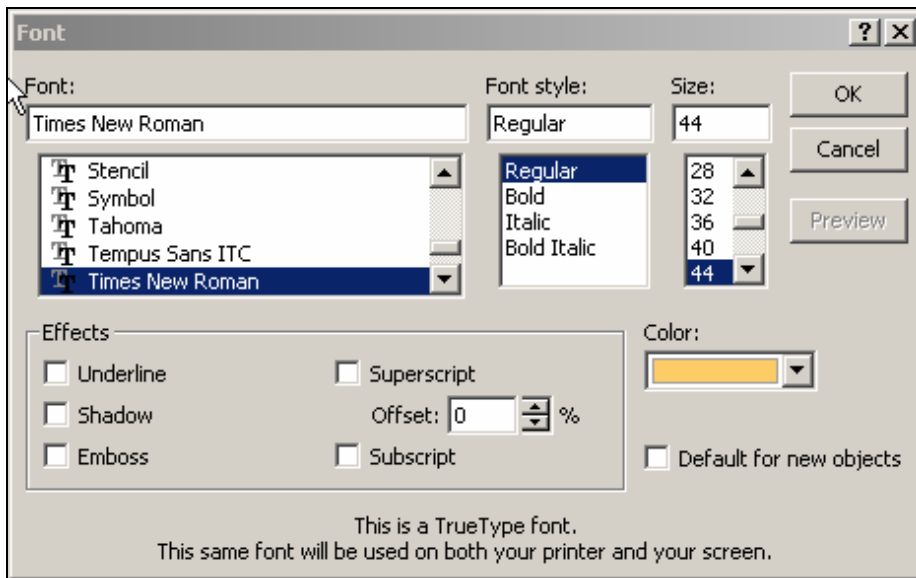 Font
Font: Font style: Size:
Times New Roman Regular 44 OK
Cancel
Preview
Stencil
Symbol
Tahoma
Tempus Sans ITC
Times New Roman
Regular
Bold
Italic
Bold Italic
28
32
36
40
44
Effects
Underline
Shadow
Emboss
Superscript
Offset: 0 %
Subscript
Color:
Default for new objects
This is a TrueType font.
This same font will be used on both your printer and your screen.